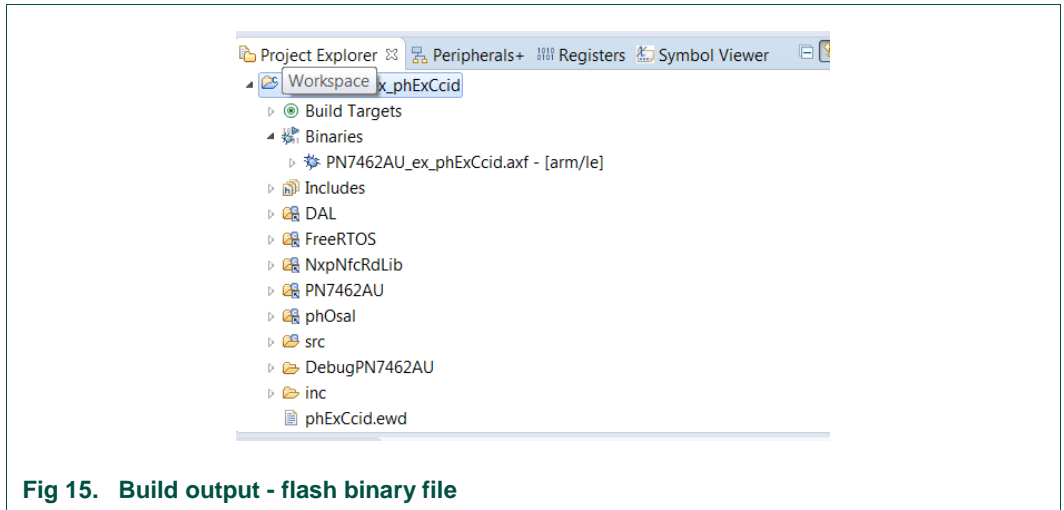 Project Explorer Peripherals+ Registers Symbol Viewer
Workspace x_phExCcid
Build Targets
Binaries
PN7462AU_ex_phExCcid.axf - [arm/le]
Includes
DAL
FreeRTOS
NxpNfcRdLib
PN7462AU
phOsal
src
DebugPN7462AU
inc
phExCcid.ewd
Fig 15. Build output - flash binary file